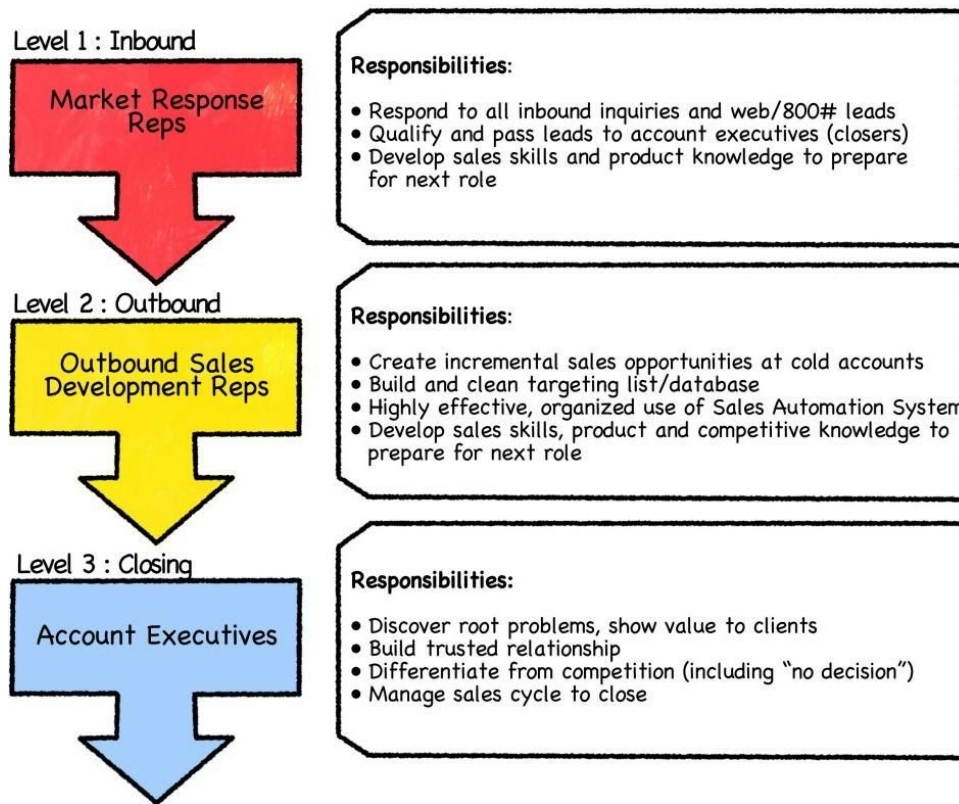 Level 1 : Inbound
Market Response
Reps
Responsibilities:
• Respond to all inbound inquiries and web/800# leads
• Qualify and pass leads to account executives (closers)
• Develop sales skills and product knowledge to prepare
for next role
Level 2 : Outbound
Outbound Sales
Development Reps
Responsibilities:
• Create incremental sales opportunities at cold accounts
• Build and clean targeting list/database
• Highly effective, organized use of Sales Automation System
• Develop sales skills, product and competitive knowledge to
prepare for next role
Level 3 : Closing
Account Executives
Responsibilities:
• Discover root problems, show value to clients
• Build trusted relationship
• Differentiate from competition (including “no decision”)
• Manage sales cycle to close